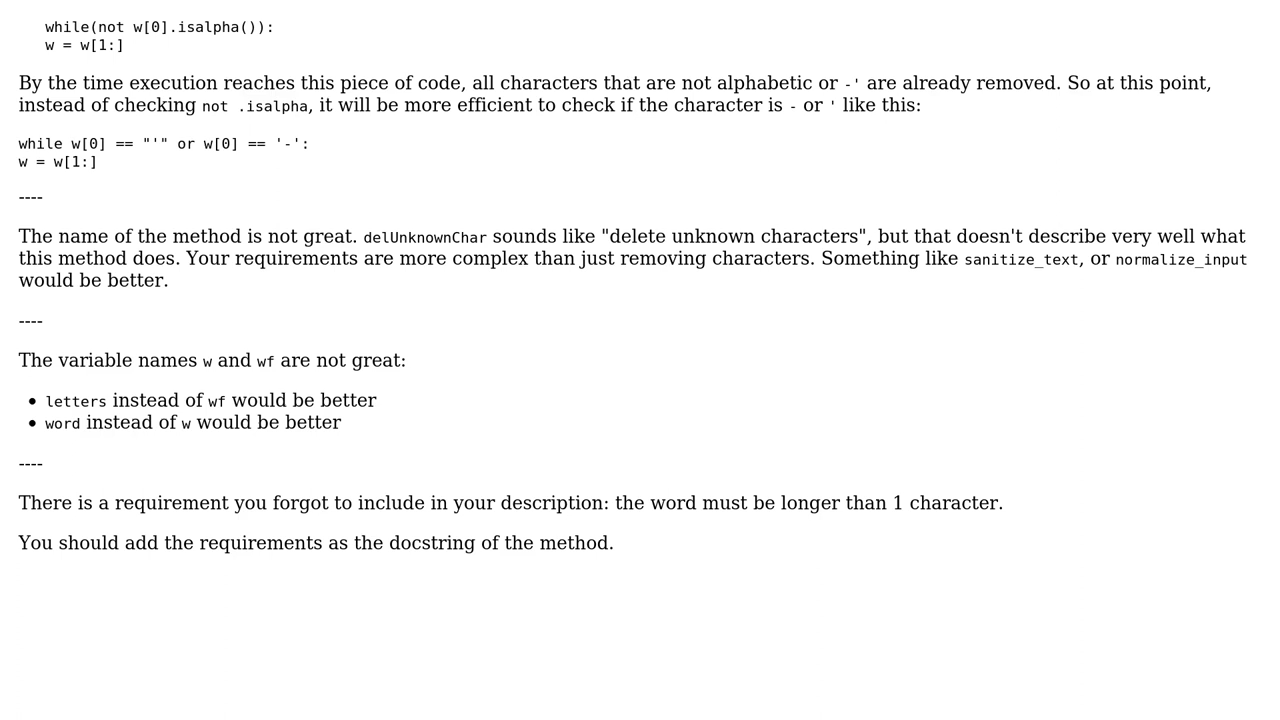 while(not w[0].isalpha()):
w = w[1:]
By the time execution reaches this piece of code, all characters that are not alphabetic or -' are already removed. So at this point,
instead of checking not .isalpha, it will be more efficient to check if the character is - or ' like this:
while w[0] == "'" or w[0] == '-':
w = w[1:]
----
The name of the method is not great. delUnknownChar sounds like "delete unknown characters", but that doesn't describe very well what
this method does. Your requirements are more complex than just removing characters. Something like sanitize_text, or normalize_input
would be better.
----
The variable names w and wf are not great:
• letters instead of wf would be better
• word instead of w would be better
----
There is a requirement you forgot to include in your description: the word must be longer than 1 character.
You should add the requirements as the docstring of the method.